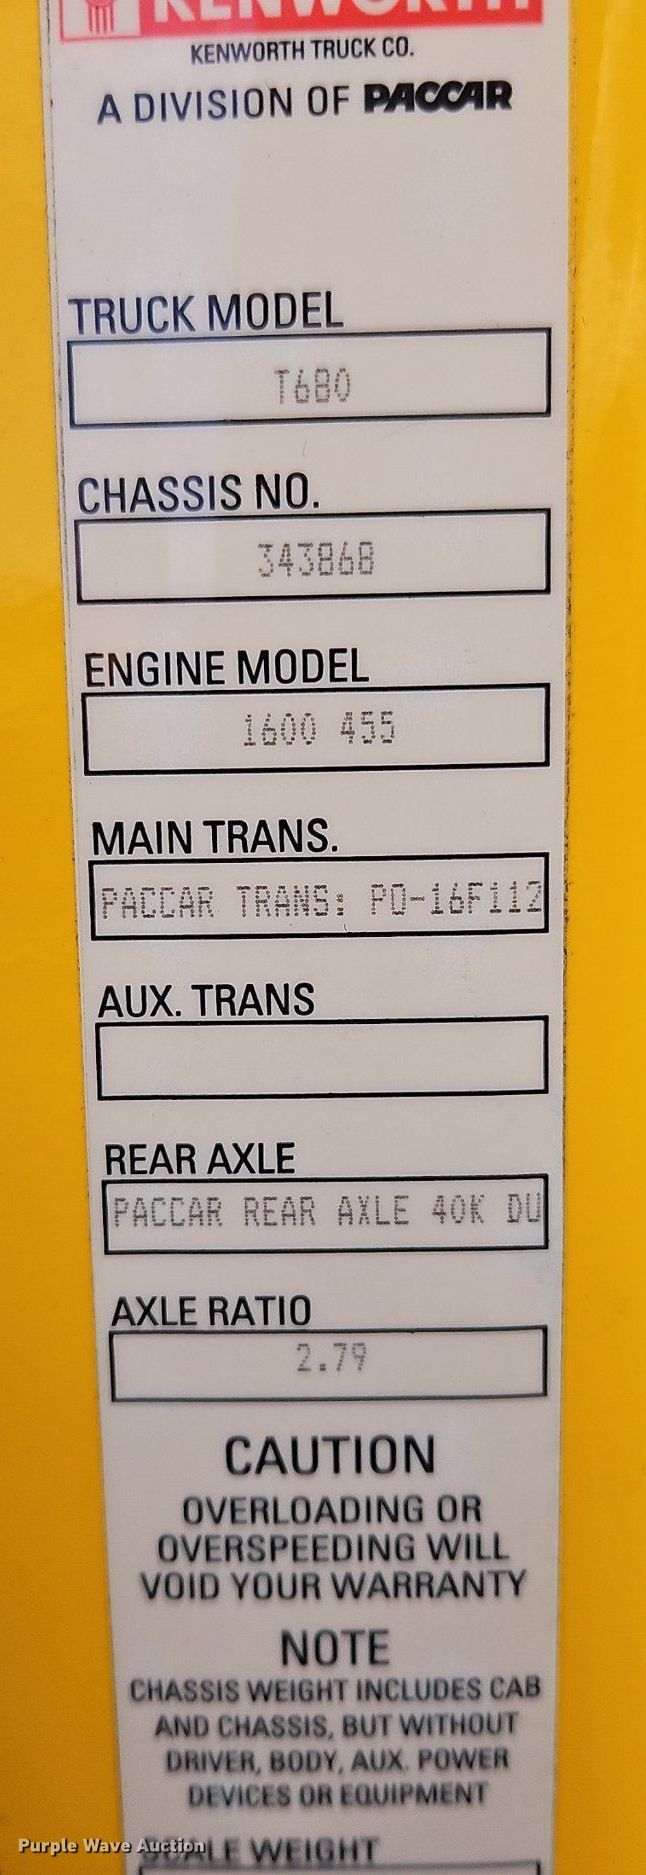 KENWORTH
KENWORTH TRUCK CO.
A DIVISION OF PACCAR
TRUCK MODEL
T680
CHASSIS NO.
343868
ENGINE MODEL
1600 455
MAIN TRANS.
PACCAR TRANS: PO-16F112
AUX. TRANS
REAR AXLE
PACCAR REAR AXLE 40K DU
AXLE RATIO
2.79
CAUTION
OVERLOADING OR
OVERSPEEDING WILL
VOID YOUR WARRANTY
NOTE
CHASSIS WEIGHT INCLUDES CAB
AND CHASSIS, BUT WITHOUT
DRIVER, BODY, AUX. POWER
DEVICES OR EQUIPMENT
SCALE WEIGHT
Purple Wave Auction